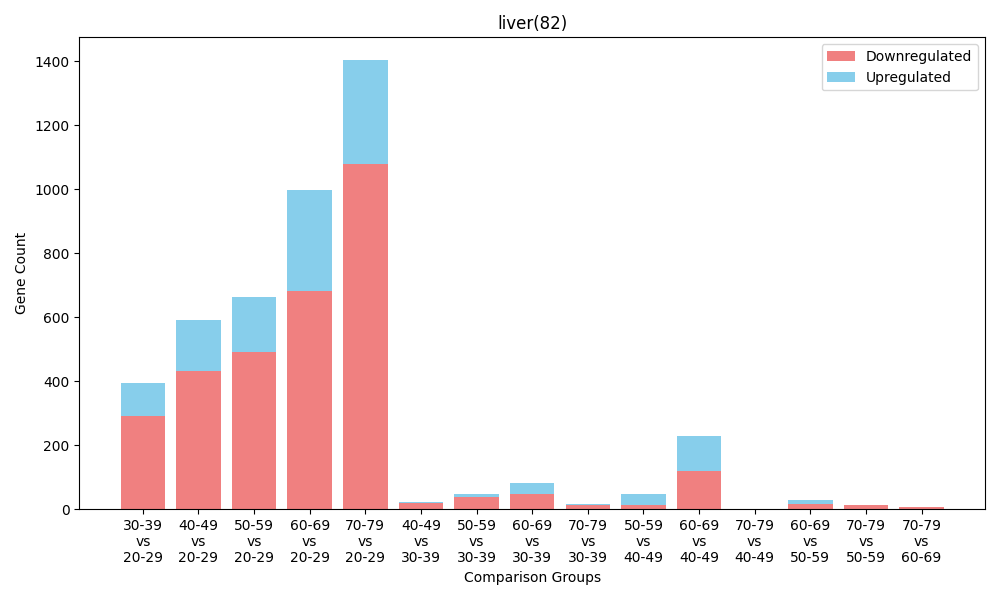 liver(82)
Downregulated
Upregulated
Gene Count
1400
1200
1000
800
600
400
200
0
30-39
vs
20-29
40-49
vs
20-29
50-59
vs
20-29
60-69
vs
20-29
70-79
vs
20-29
40-49
vs
30-39
50-59
vs
30-39
60-69
vs
30-39
70-79
vs
30-39
50-59
vs
40-49
60-69
vs
40-49
70-79
vs
40-49
60-69
vs
50-59
70-79
vs
50-59
70-79
vs
60-69
Comparison Groups